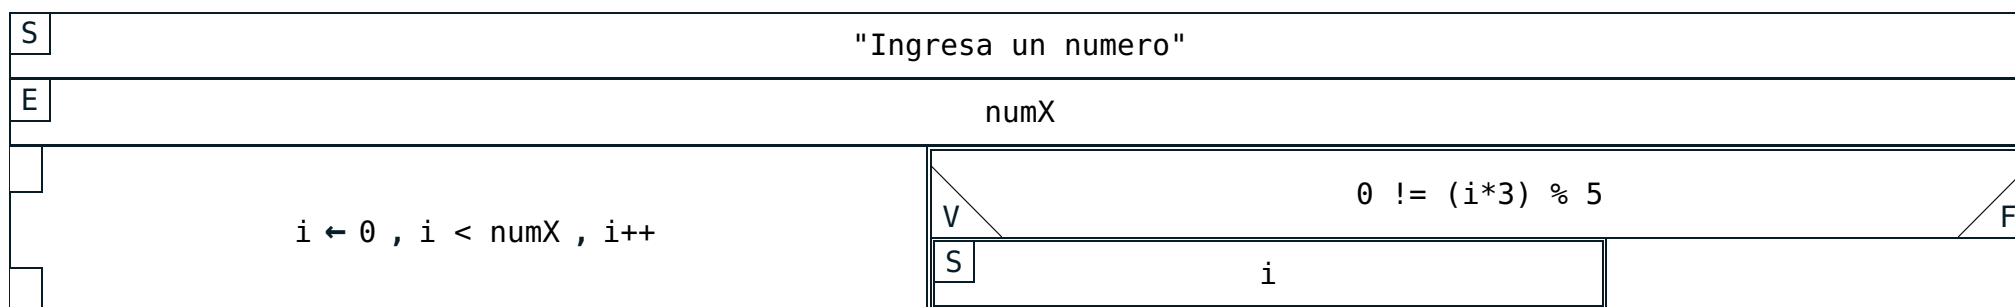 S
"Ingresa un numero"
E
numX
i ← 0 , i < numX , i++
0 != (i*3) % 5
V
F
S
i